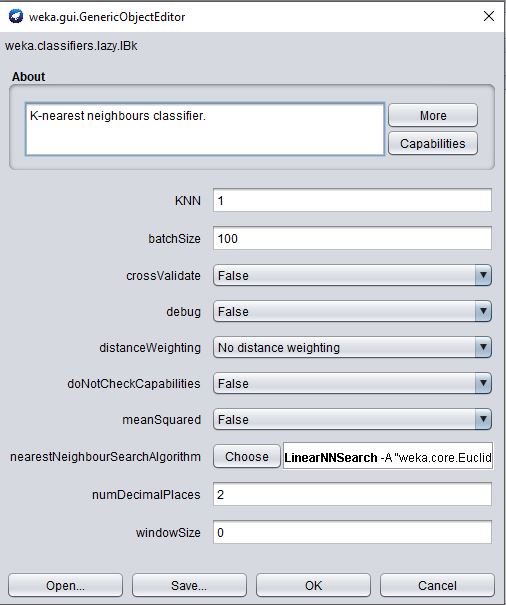 weka.gui.GenericObjectEditor
weka.classifiers.lazy.IBk
About
K-nearest neighbours classifier.
More
Capabilities
KNN 1
batchSize 100
crossValidate False
debug False
distanceWeighting No distance weighting
doNotCheckCapabilities False
meanSquared False
nearestNeighbourSearchAlgorithm Choose LinearNNSearch -A "weka.core.Euclid
numDecimalPlaces 2
windowSize 0
Open... Save... OK Cancel